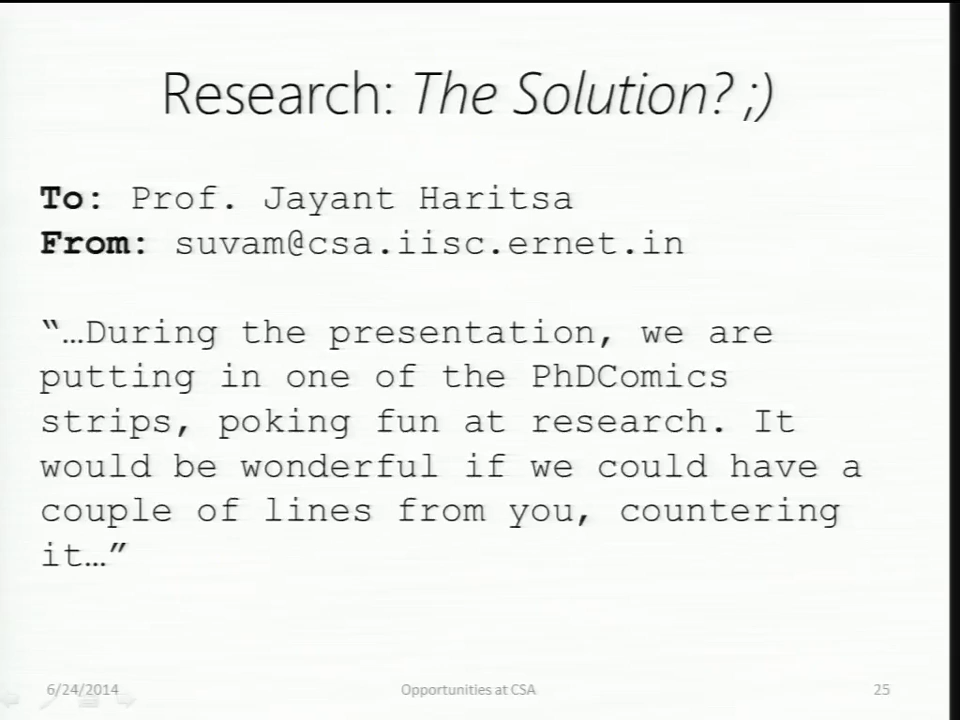 Research: The Solution? ;)
To: Prof. Jayant Haritsa
From: suvam@csa.iisc.ernet.in
“…During the presentation, we are
putting in one of the PhDComics
strips, poking fun at research. It
would be wonderful if we could have a
couple of lines from you, countering
it…”
6/24/2014
Opportunities at CSA
25